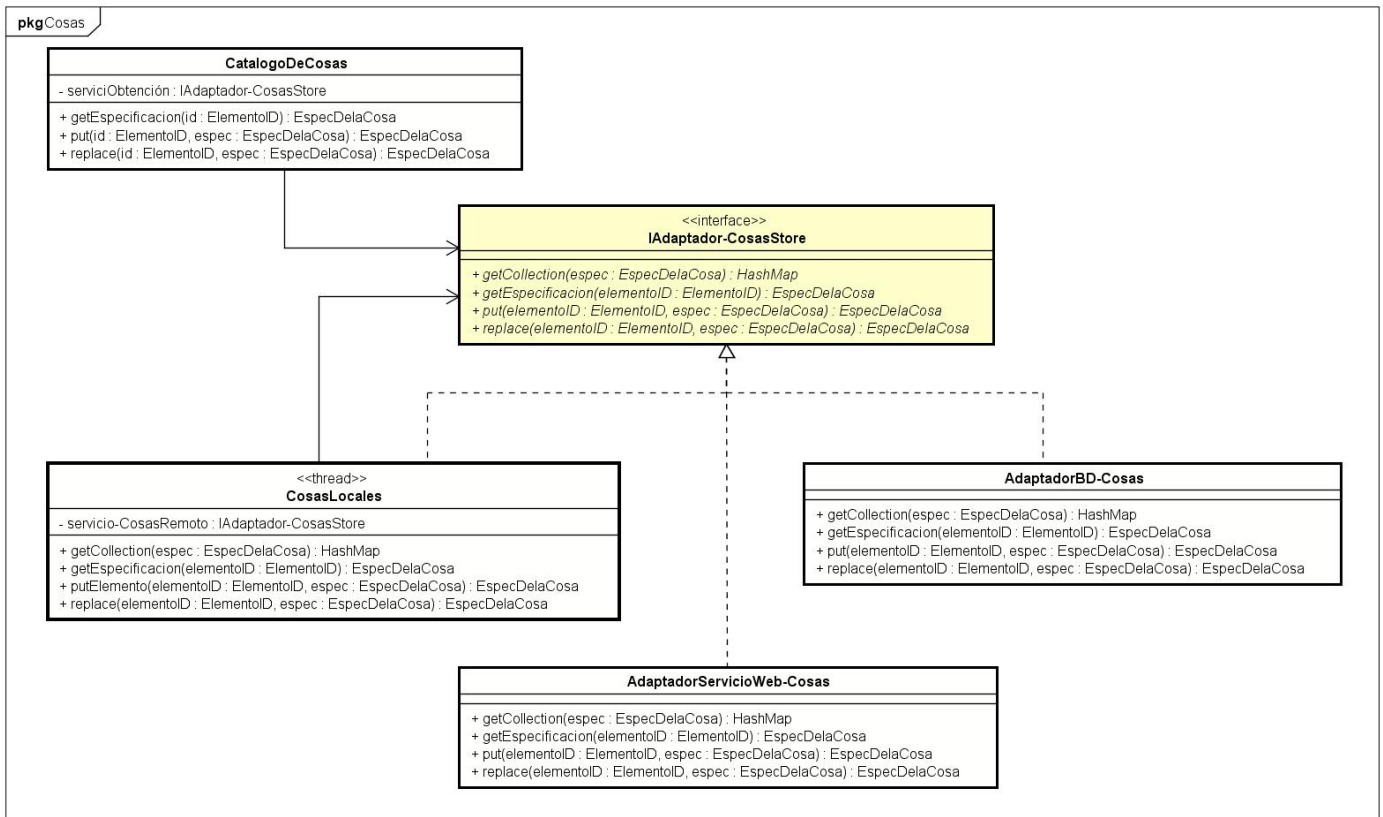 pkgCosas
CatalogoDeCosas
- serviciObtención : IAdaptador-CosasStore
+ getEspecificacion(id : ElementoID) : EspecDelaCosa
+ put(id : ElementoID, espec : EspecDelaCosa) : EspecDelaCosa
+ replace(id : ElementoID, espec : EspecDelaCosa) : EspecDelaCosa
<<interface>>
IAdaptador-CosasStore
+ getCollection(espec : EspecDelaCosa) : HashMap
+ getEspecificacion(elementoID : ElementoID) : EspecDelaCosa
+ put(elementoID : ElementoID, espec : EspecDelaCosa) : EspecDelaCosa
+ replace(elementoID : ElementoID, espec : EspecDelaCosa) : EspecDelaCosa
<<thread>>
CosasLocales
- servicio-CosasRemoto : IAdaptador-CosasStore
+ getCollection(espec : EspecDelaCosa) : HashMap
+ getEspecificacion(elementoID : ElementoID) : EspecDelaCosa
+ putElemento(elementoID : ElementoID, espec : EspecDelaCosa) : EspecDelaCosa
+ replace(elementoID : ElementoID, espec : EspecDelaCosa) : EspecDelaCosa
AdaptadorBD-Cosas
+ getCollection(espec : EspecDelaCosa) : HashMap
+ getEspecificacion(elementoID : ElementoID) : EspecDelaCosa
+ put(elementoID : ElementoID, espec : EspecDelaCosa) : EspecDelaCosa
+ replace(elementoID : ElementoID, espec : EspecDelaCosa) : EspecDelaCosa
AdaptadorServicioWeb-Cosas
+ getCollection(espec : EspecDelaCosa) : HashMap
+ getEspecificacion(elementoID : ElementoID) : EspecDelaCosa
+ put(elementoID : ElementoID, espec : EspecDelaCosa) : EspecDelaCosa
+ replace(elementoID : ElementoID, espec : EspecDelaCosa) : EspecDelaCosa